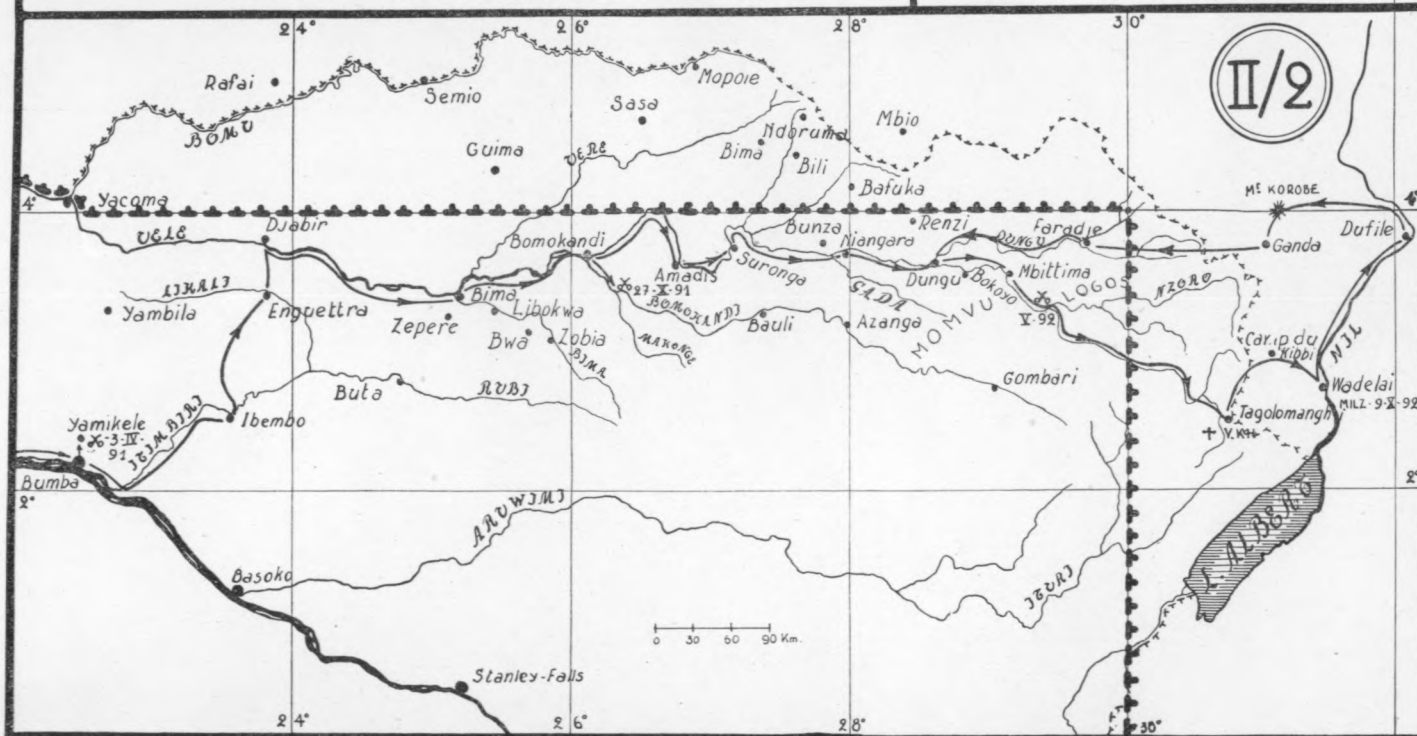 24°
26°
28°
30°
II/2
Rafai
Semio
Mopoie
BOMU
Sasa
Ndoruma
Mbio
Guima
UERE
Bima
Bili
Bafuka
Mt KOROBE
4°
Yacoma
4°
Djabir
Renzi
UELE
Bomokandi
Bunza
Niangara
DUNGU
Faradje
Ganda
Dufile
Suronga
Amadis
Dungu
Bokoyo
Mbittima
LIKALI
Bima
27-X-91
BOMOKANDI
GADA
LOGOS
NZORO
Yambila
Enguettra
Libokwa
Zepere
Bauli
Azanga
MOMVU
X-92
Bwa
Zobia
MAKONGE
Camp du
Kibbi
NIL
BIMA
Buta
RUBI
Gombari
Wadelai
MILZ-9-X-92
Ibembo
Tagolomangh
Yamikele
3-IV-
91
ITIMBIRI
Bumba
2°
2°
ARUWIMI
L. ALBERO
Basoko
ITURI
0 30 60 90 Km.
Stanley-Falls
24°
26°
28°
30°